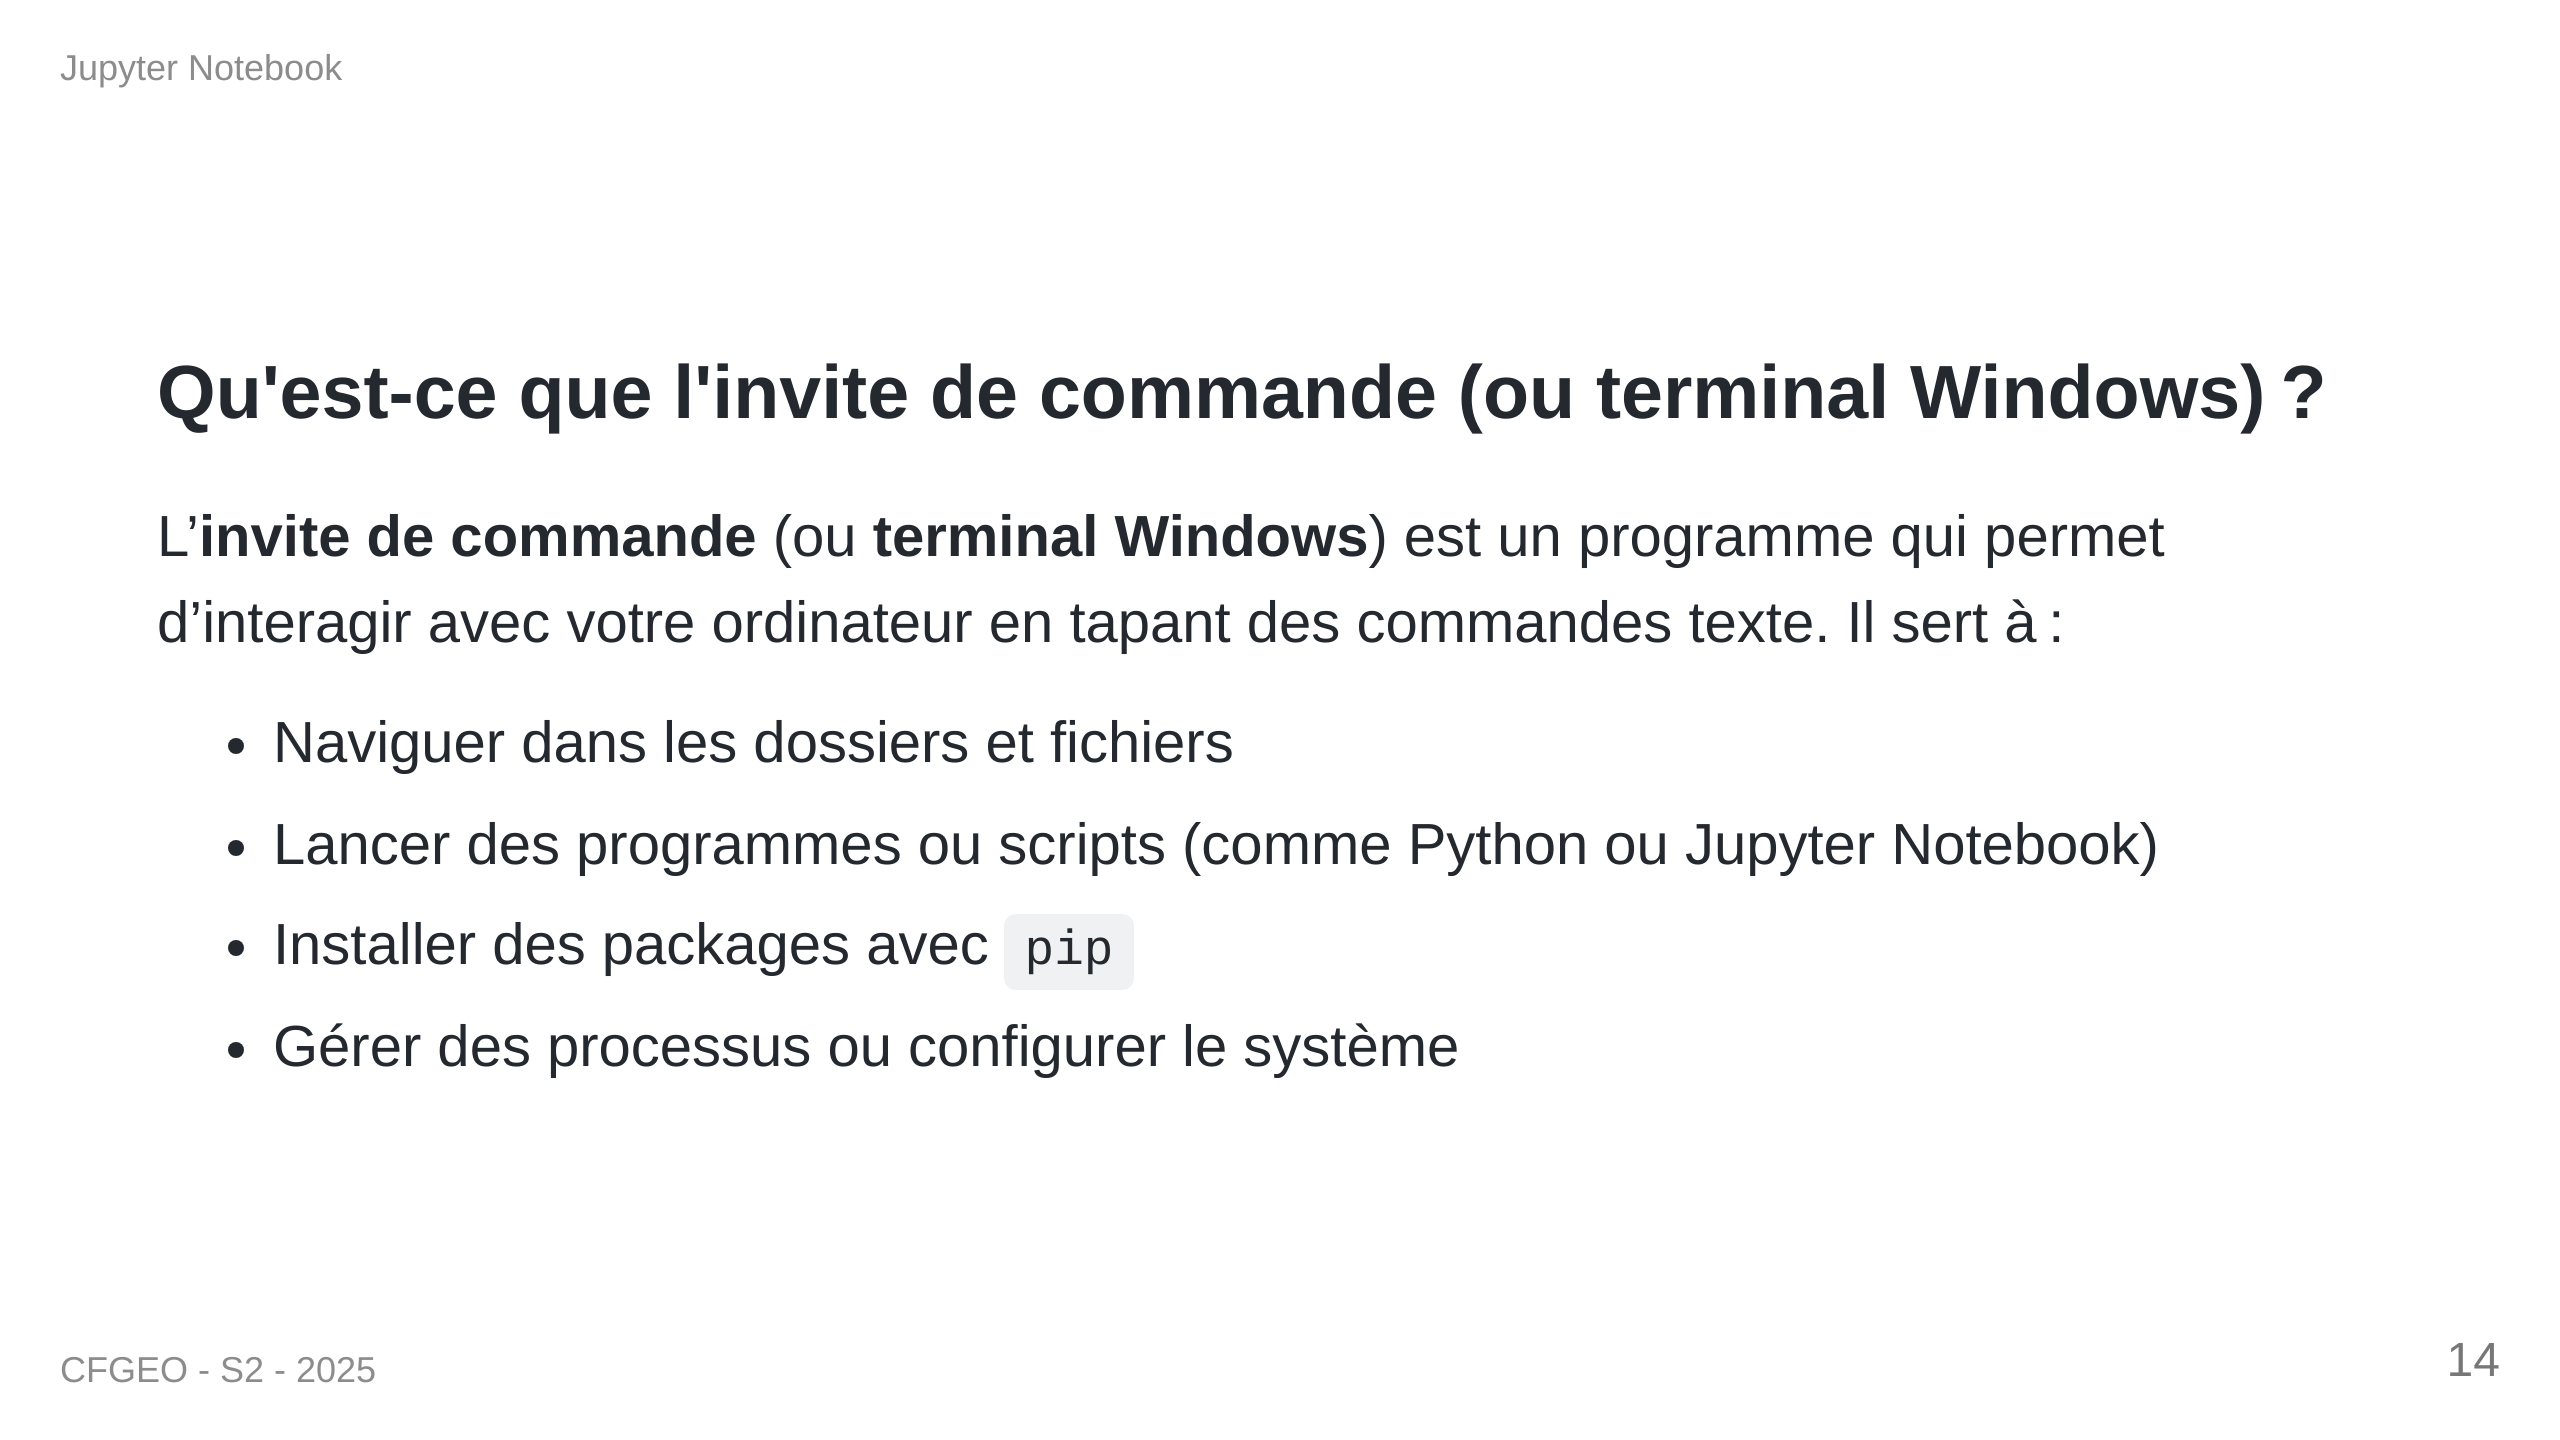 Jupyter Notebook
Qu'est-ce que l'invite de commande (ou terminal Windows) ?
L’invite de commande (ou terminal Windows) est un programme qui permet
d’interagir avec votre ordinateur en tapant des commandes texte. Il sert à :
• Naviguer dans les dossiers et fichiers
• Lancer des programmes ou scripts (comme Python ou Jupyter Notebook)
• Installer des packages avec pip
• Gérer des processus ou configurer le système
CFGEO - S2 - 2025
14